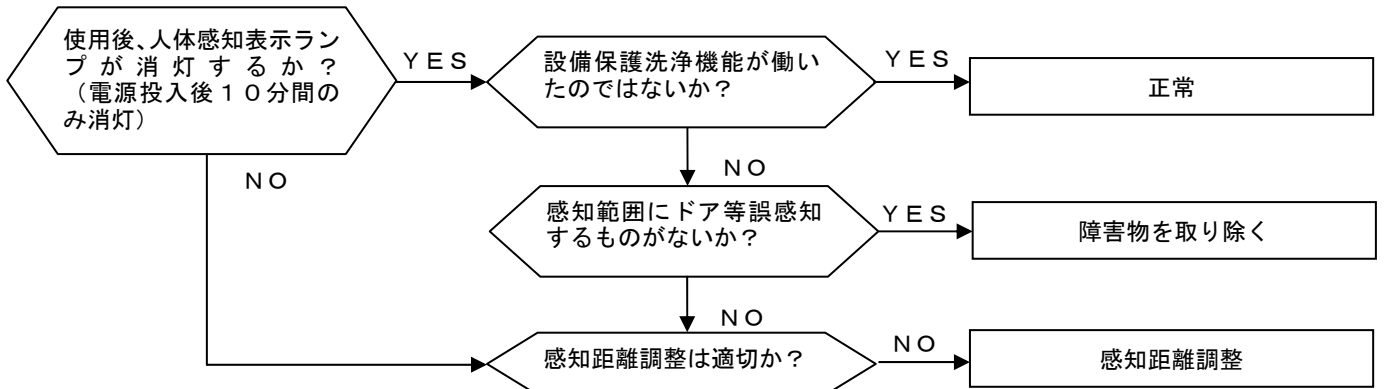 使用後、人体感知表示ラン
プが消灯するか？
（電源投入後１０分間の
み消灯）
ＹＥＳ
設備保護洗浄機能が働い
たのではないか？
ＹＥＳ
正常
ＮＯ
ＮＯ
感知範囲にドア等誤感知
するものがないか？
ＹＥＳ
障害物を取り除く
ＮＯ
感知距離調整は適切か？
ＮＯ
感知距離調整